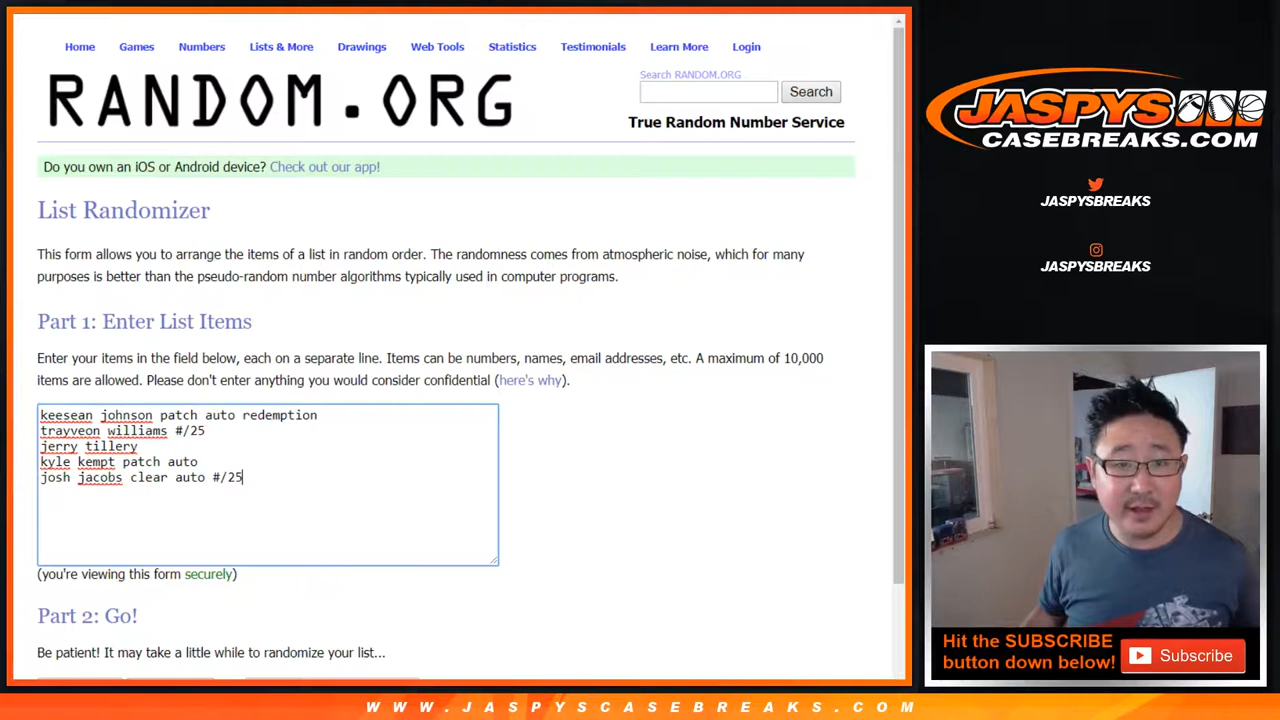 Home Games Numbers Lists & More Drawings Web Tools Statistics Testimonials Learn More Login
RANDOM.ORG
Search RANDOM.ORG
Search
True Random Number Service
Do you own an iOS or Android device? Check out our app!
List Randomizer
This form allows you to arrange the items of a list in random order. The randomness comes from atmospheric noise, which for many
purposes is better than the pseudo-random number algorithms typically used in computer programs.
Part 1: Enter List Items
Enter your items in the field below, each on a separate line. Items can be numbers, names, email addresses, etc. A maximum of 10,000
items are allowed. Please don't enter anything you would consider confidential (here's why).
keesean johnson patch auto redemption
trayveon williams #/25
jerry tillery
kyle kempt patch auto
josh jacobs clear auto #/25
(you're viewing this form securely)
Part 2: Go!
Be patient! It may take a little while to randomize your list...
JASPYS
CASEBREAKS.COM
JASPYSBREAKS
JASPYSBREAKS
Hit the SUBSCRIBE
button down below!
Subscribe
WWW.JASPYSCASEBREAKS.COM